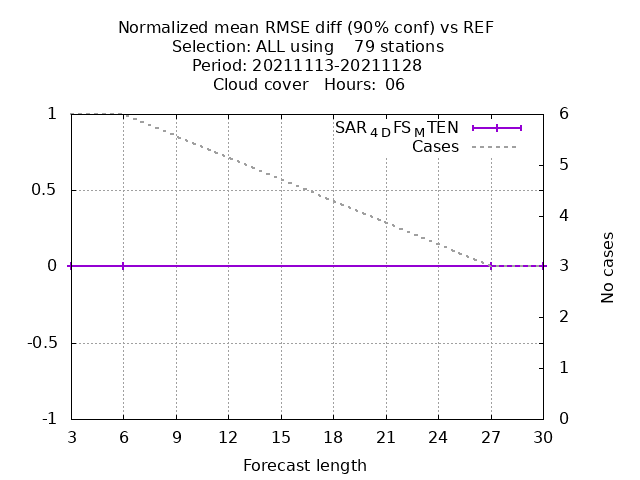 Normalized mean RMSE diff (90% conf) vs REF
Selection: ALL using    79 stations
Period: 20211113-20211128
Cloud cover   Hours:  06
SAR4DFSMTEN
Cases
1
0.5
0
-0.5
-1
6
5
4
3
2
1
0
No cases
3 6 9 12 15 18 21 24 27 30
Forecast length